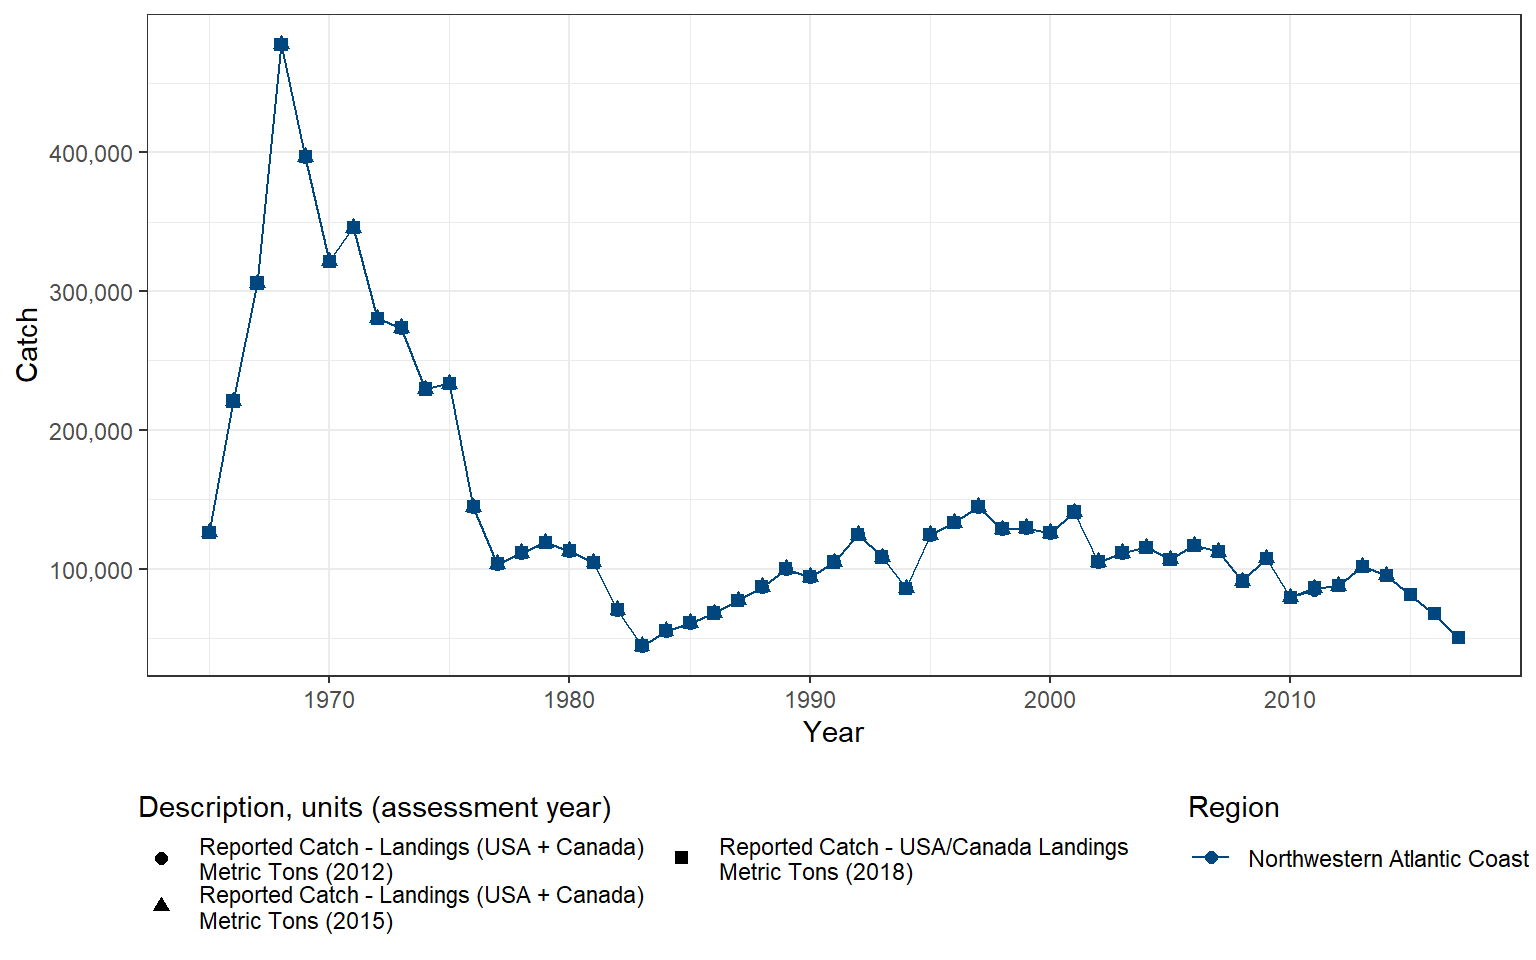 400,000
300,000
200,000
100,000
Catch
1970
1980
1990
2000
2010
Year
Description, units (assessment year)
Reported Catch - Landings (USA + Canada)
Metric Tons (2012)
Reported Catch - Landings (USA + Canada)
Metric Tons (2015)
Reported Catch - USA/Canada Landings
Metric Tons (2018)
Region
Northwestern Atlantic Coast